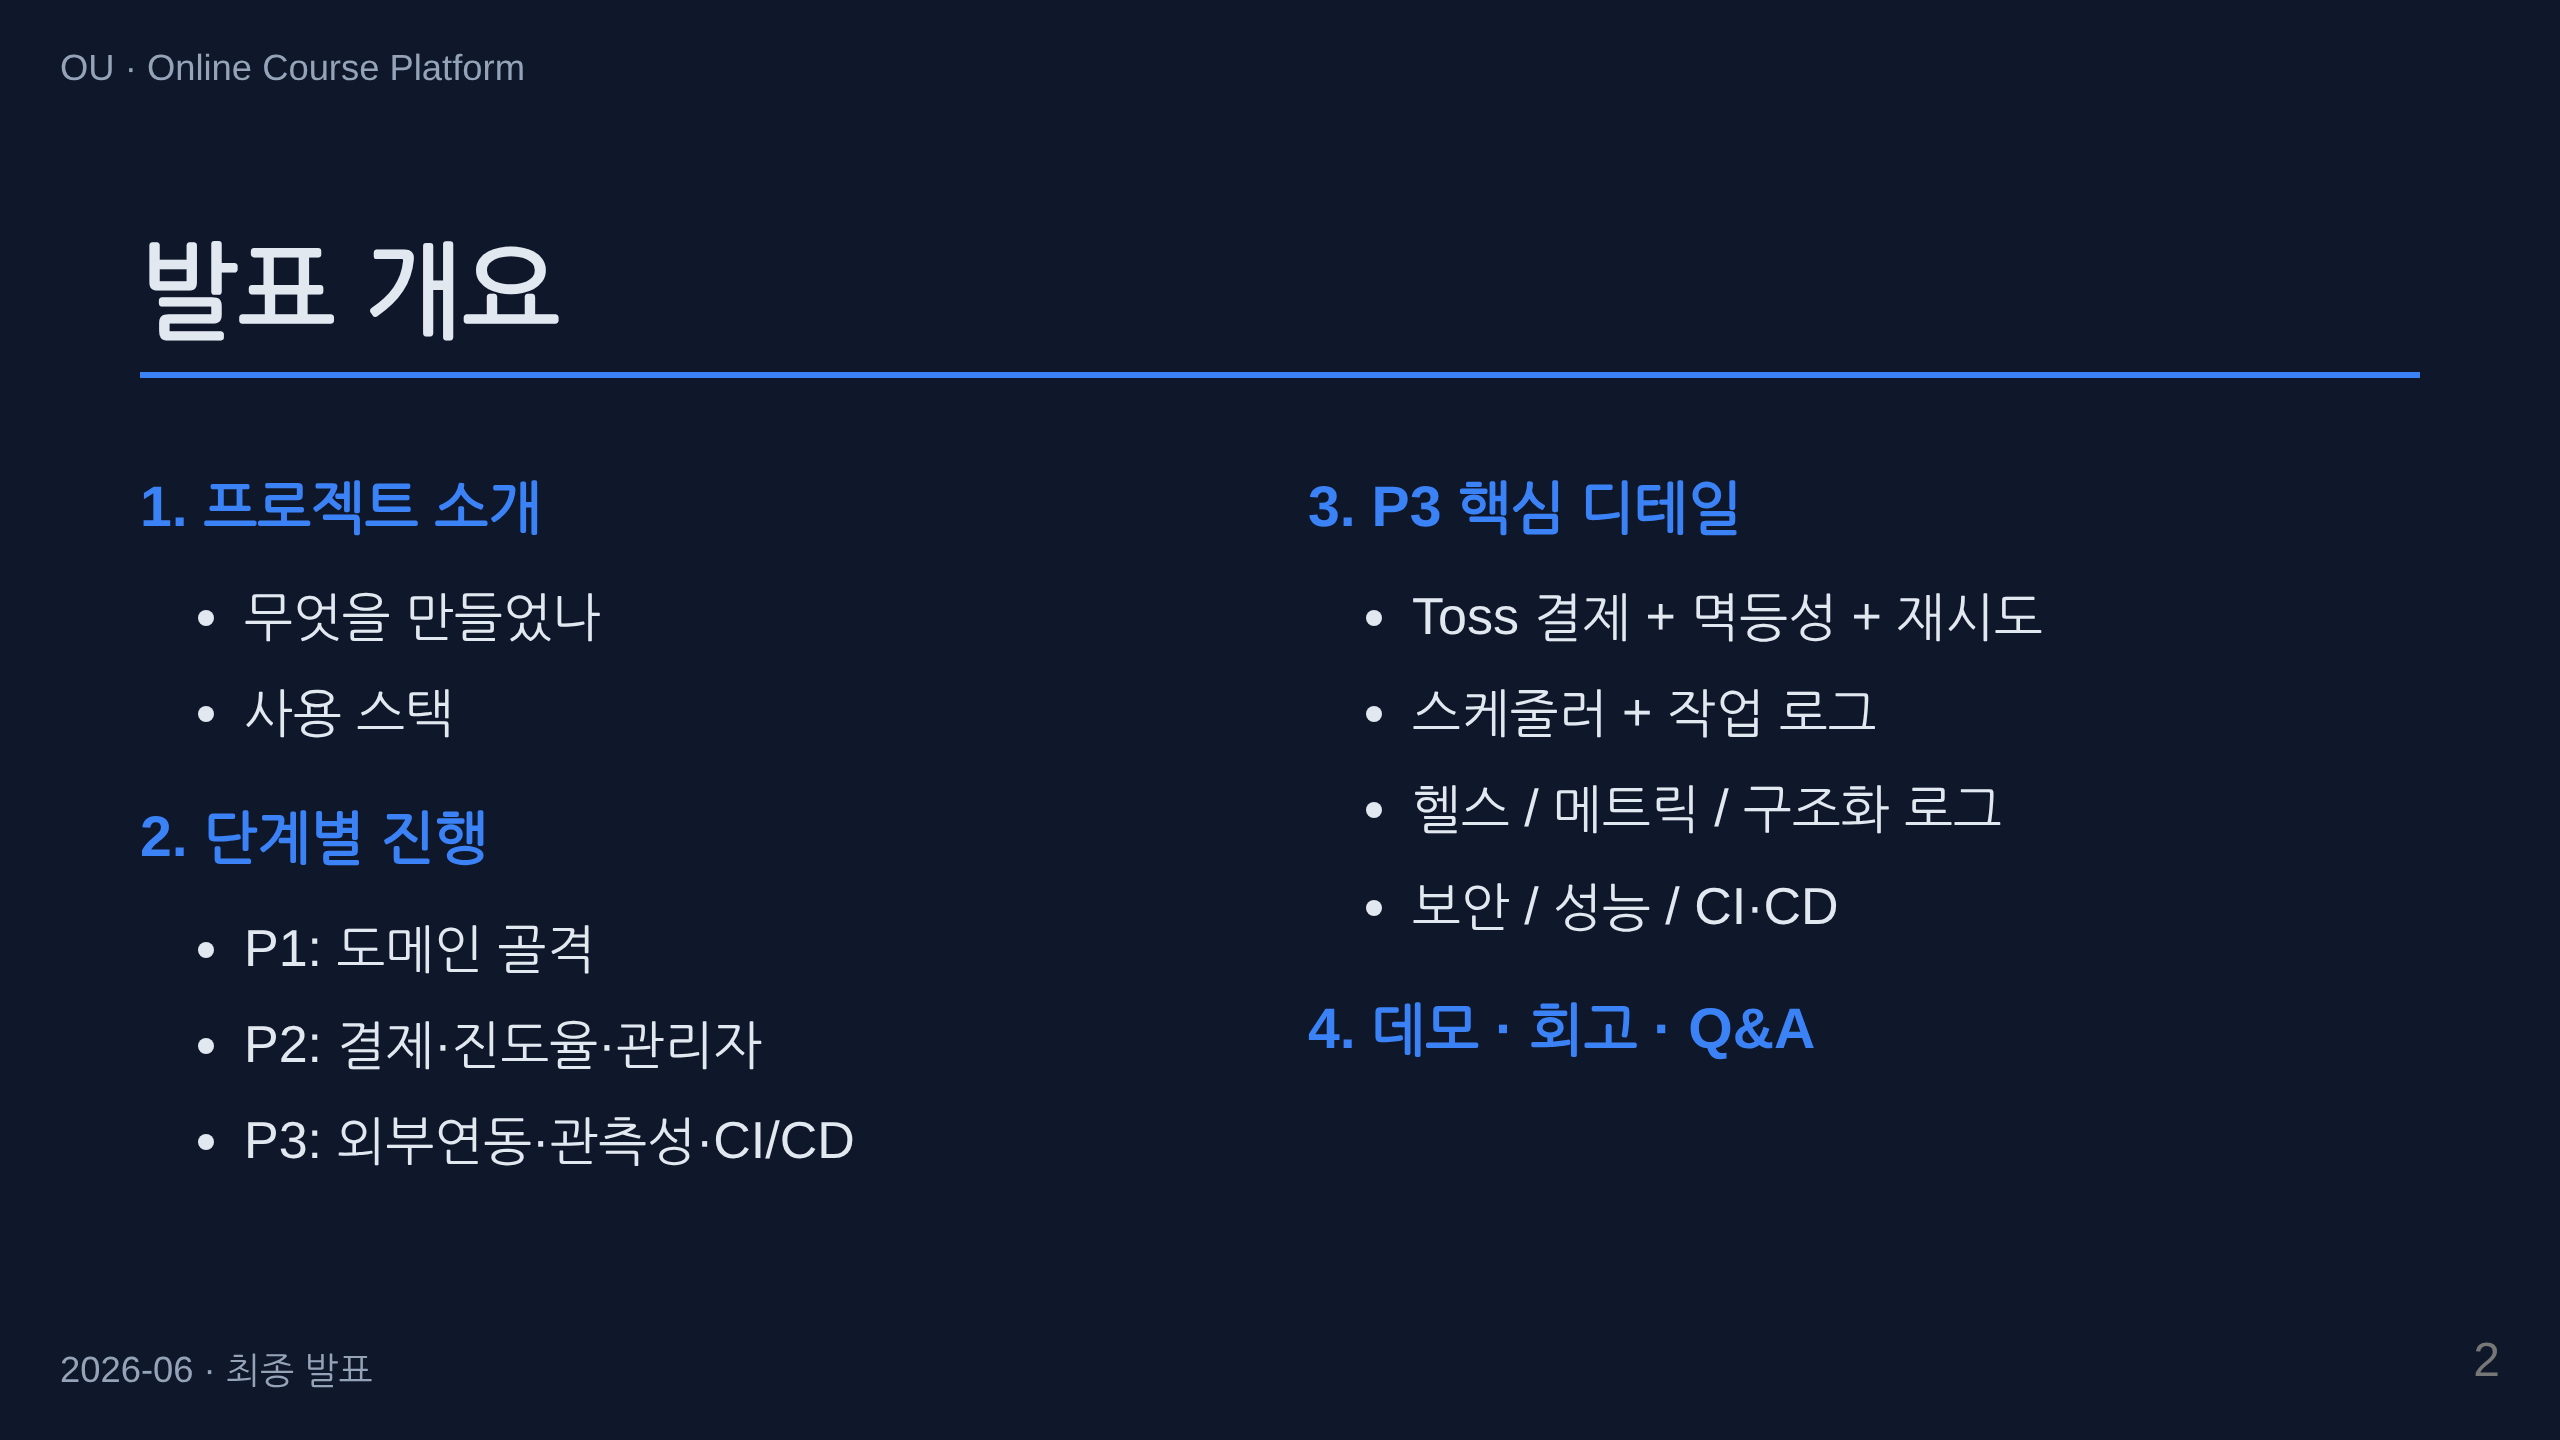 OU · Online Course Platform
발표 개요
1. 프로젝트 소개
• 무엇을 만들었나
• 사용 스택
2. 단계별 진행
• P1: 도메인 골격
• P2: 결제·진도율·관리자
• P3: 외부연동·관측성·CI/CD
3. P3 핵심 디테일
• Toss 결제 + 멱등성 + 재시도
• 스케줄러 + 작업 로그
• 헬스 / 메트릭 / 구조화 로그
• 보안 / 성능 / CI·CD
4. 데모 · 회고 · Q&A
2026-06 · 최종 발표
2